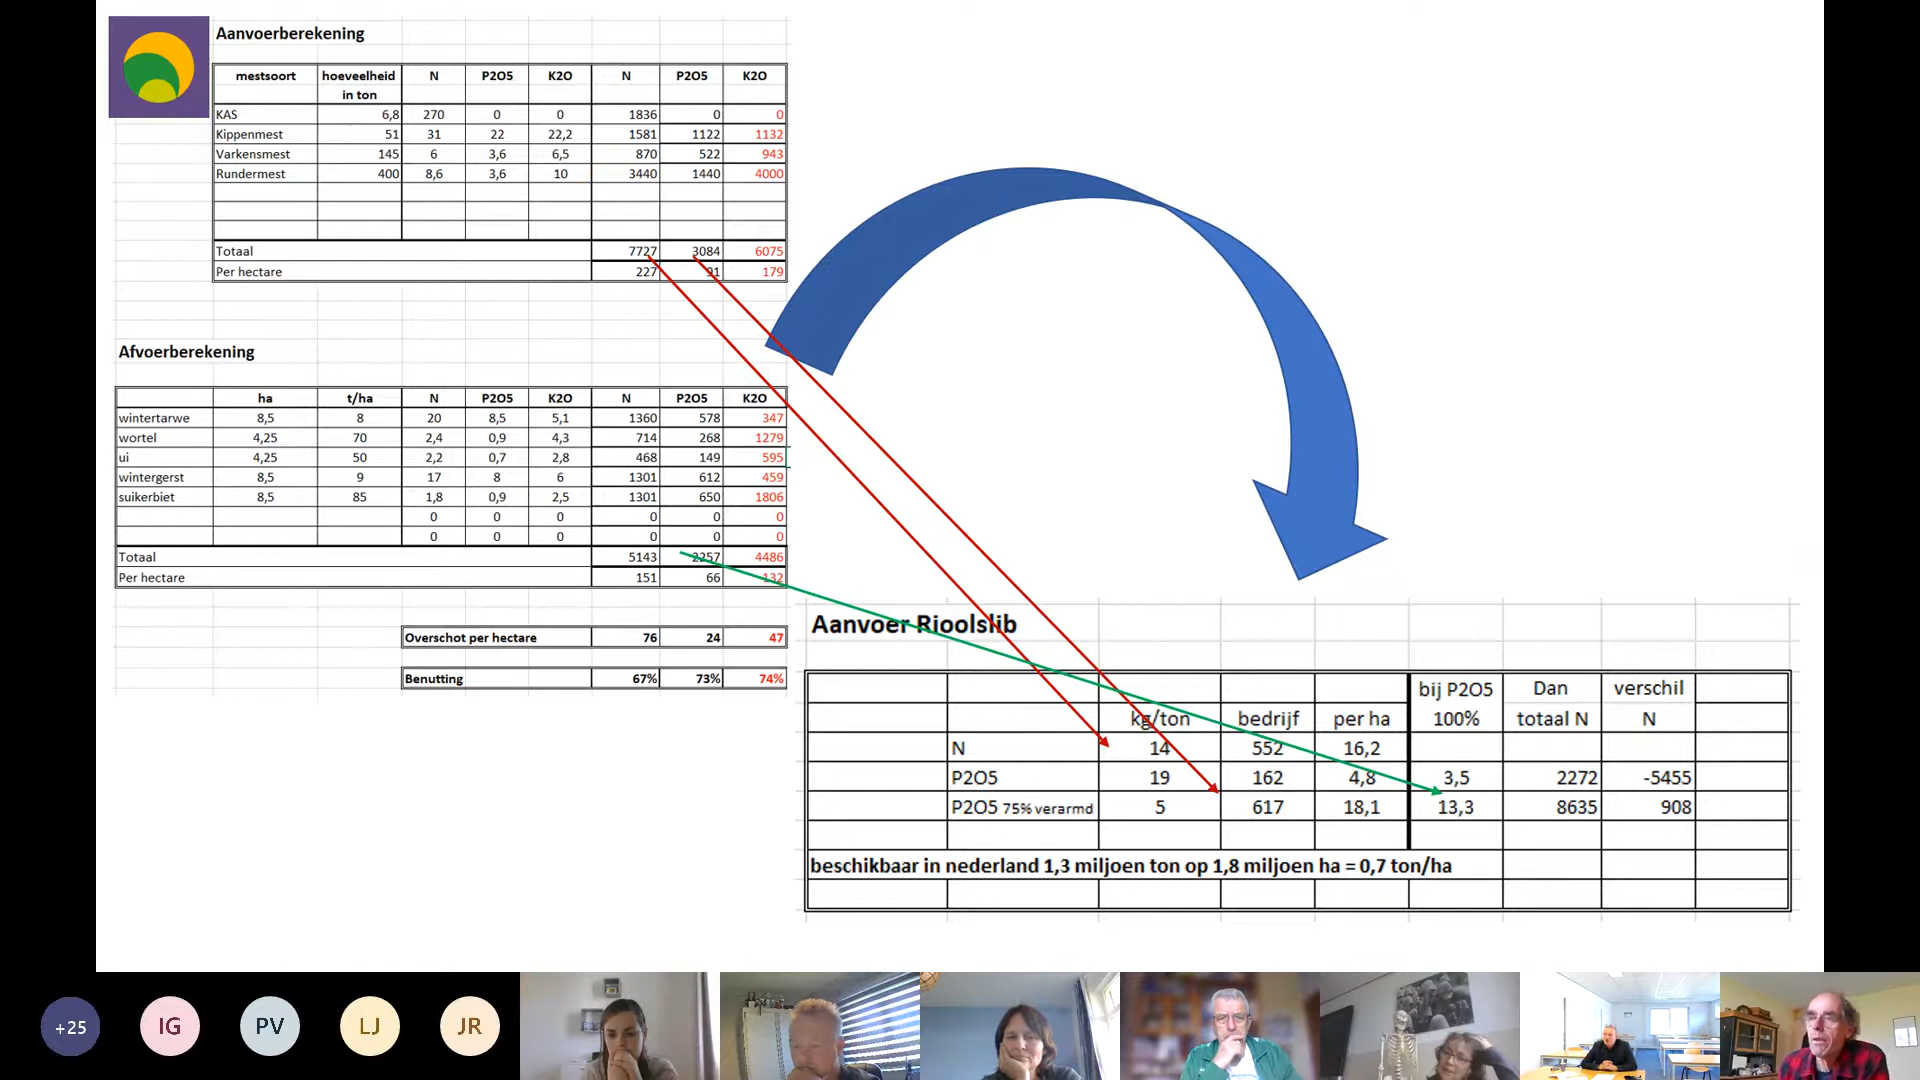 Aanvoerberekening
mestsoort hoeveelheid N P2O5 K2O N P2O5 K2O
in ton
KAS 6,8 270 0 0 1836 0 0
Kippenmest 51 31 22 22,2 1581 1122 1132
Varkensmest 145 6 3,6 6,5 870 522 943
Rundermest 400 8,6 3,6 10 3440 1440 4000
Totaal 7727 3084 6075
Per hectare 227 91 179
Afvoerberekening
ha t/ha N P2O5 K2O N P2O5 K2O
wintertarwe 8,5 8 20 8,5 5,1 1360 578 347
wortel 4,25 70 2,4 0,9 4,3 714 268 1279
ui 4,25 50 2,2 0,7 2,8 468 149 595
wintergerst 8,5 9 17 8 6 1301 612 459
suikerbiet 8,5 85 1,8 0,9 2,5 1301 650 1806
0 0 0 0 0 0
0 0 0 0 0 0
Totaal 5143 2257 4486
Per hectare 151 66 132
Overschot per hectare 76 24 47
Benutting 67% 73% 74%
Aanvoer Rioolslib
bij P2O5 Dan verschil
kg/ton bedrijf per ha 100% totaal N N
N 14 552 16,2
P2O5 19 162 4,8 3,5 2272 -5455
P2O5 75% verarmd 5 617 18,1 13,3 8635 908
beschikbaar in nederland 1,3 miljoen ton op 1,8 miljoen ha = 0,7 ton/ha
+25 IG PV LJ JR